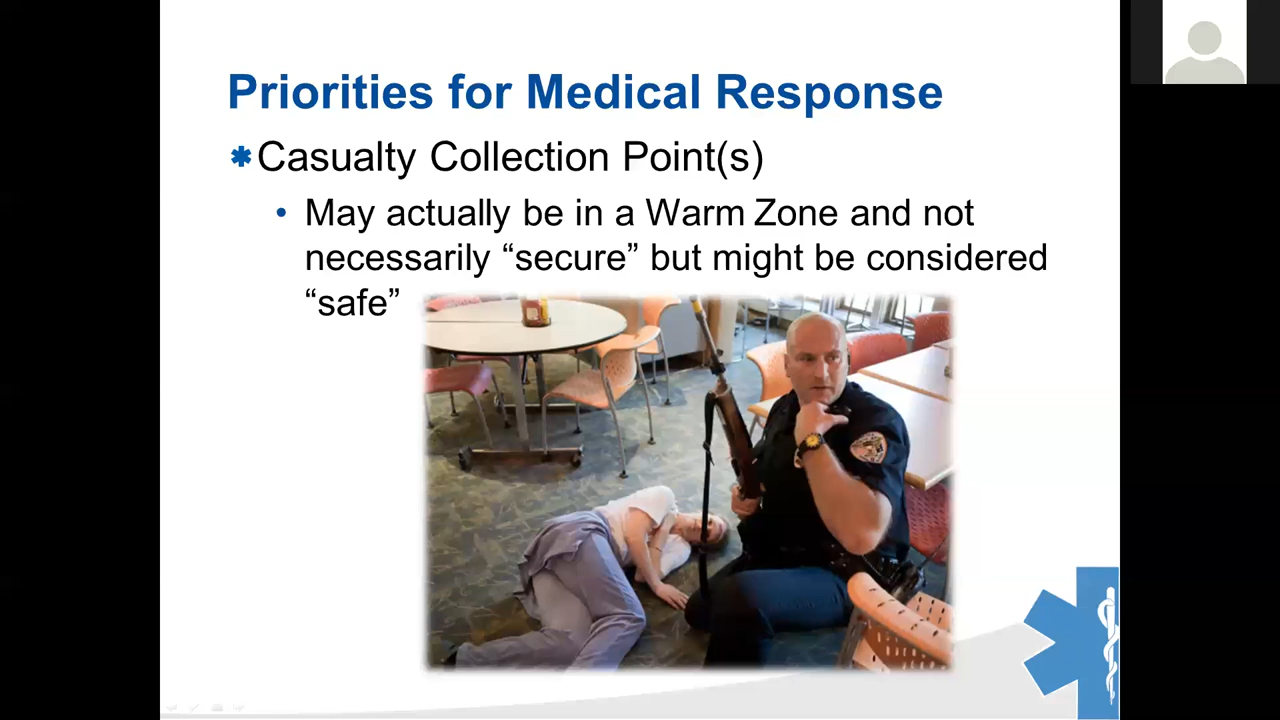 Priorities for Medical Response
Casualty Collection Point(s)
• May actually be in a Warm Zone and not
necessarily “secure” but might be considered
“safe”